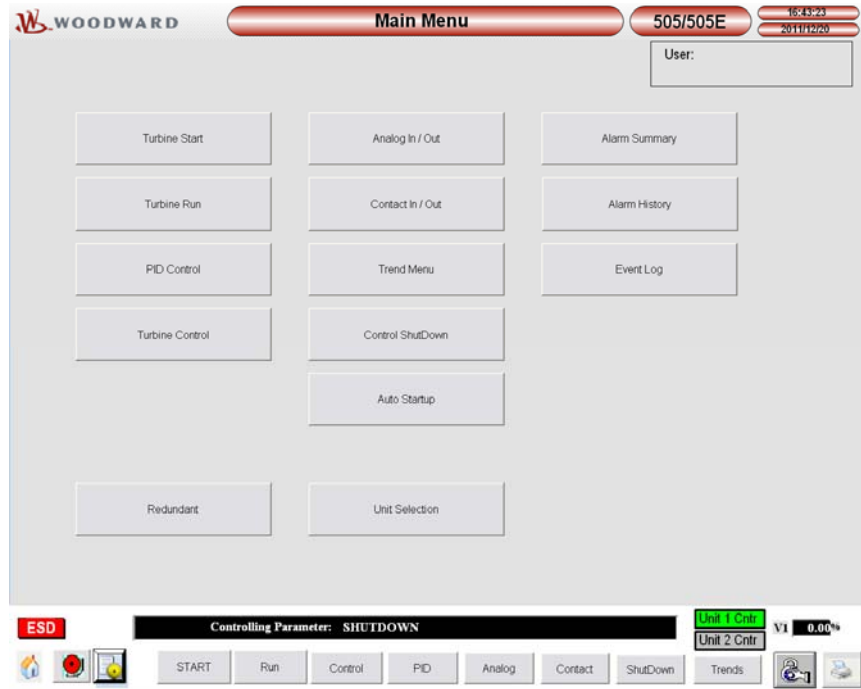 WOODWARD
Main Menu
505/505E
16:43:23
2011/12/20
User:
Turbine Start
Analog In / Out
Alarm Summary
Turbine Run
Contact In / Out
Alarm History
PID Control
Trend Menu
Event Log
Turbine Control
Control ShutDown
Auto Startup
Redundant
Unit Selection
ESD
Controlling Parameter: SHUTDOWN
Unit 1 Cntr
Unit 2 Cntr
V1 0.00%
START
Run
Control
PID
Analog
Contact
ShutDown
Trends